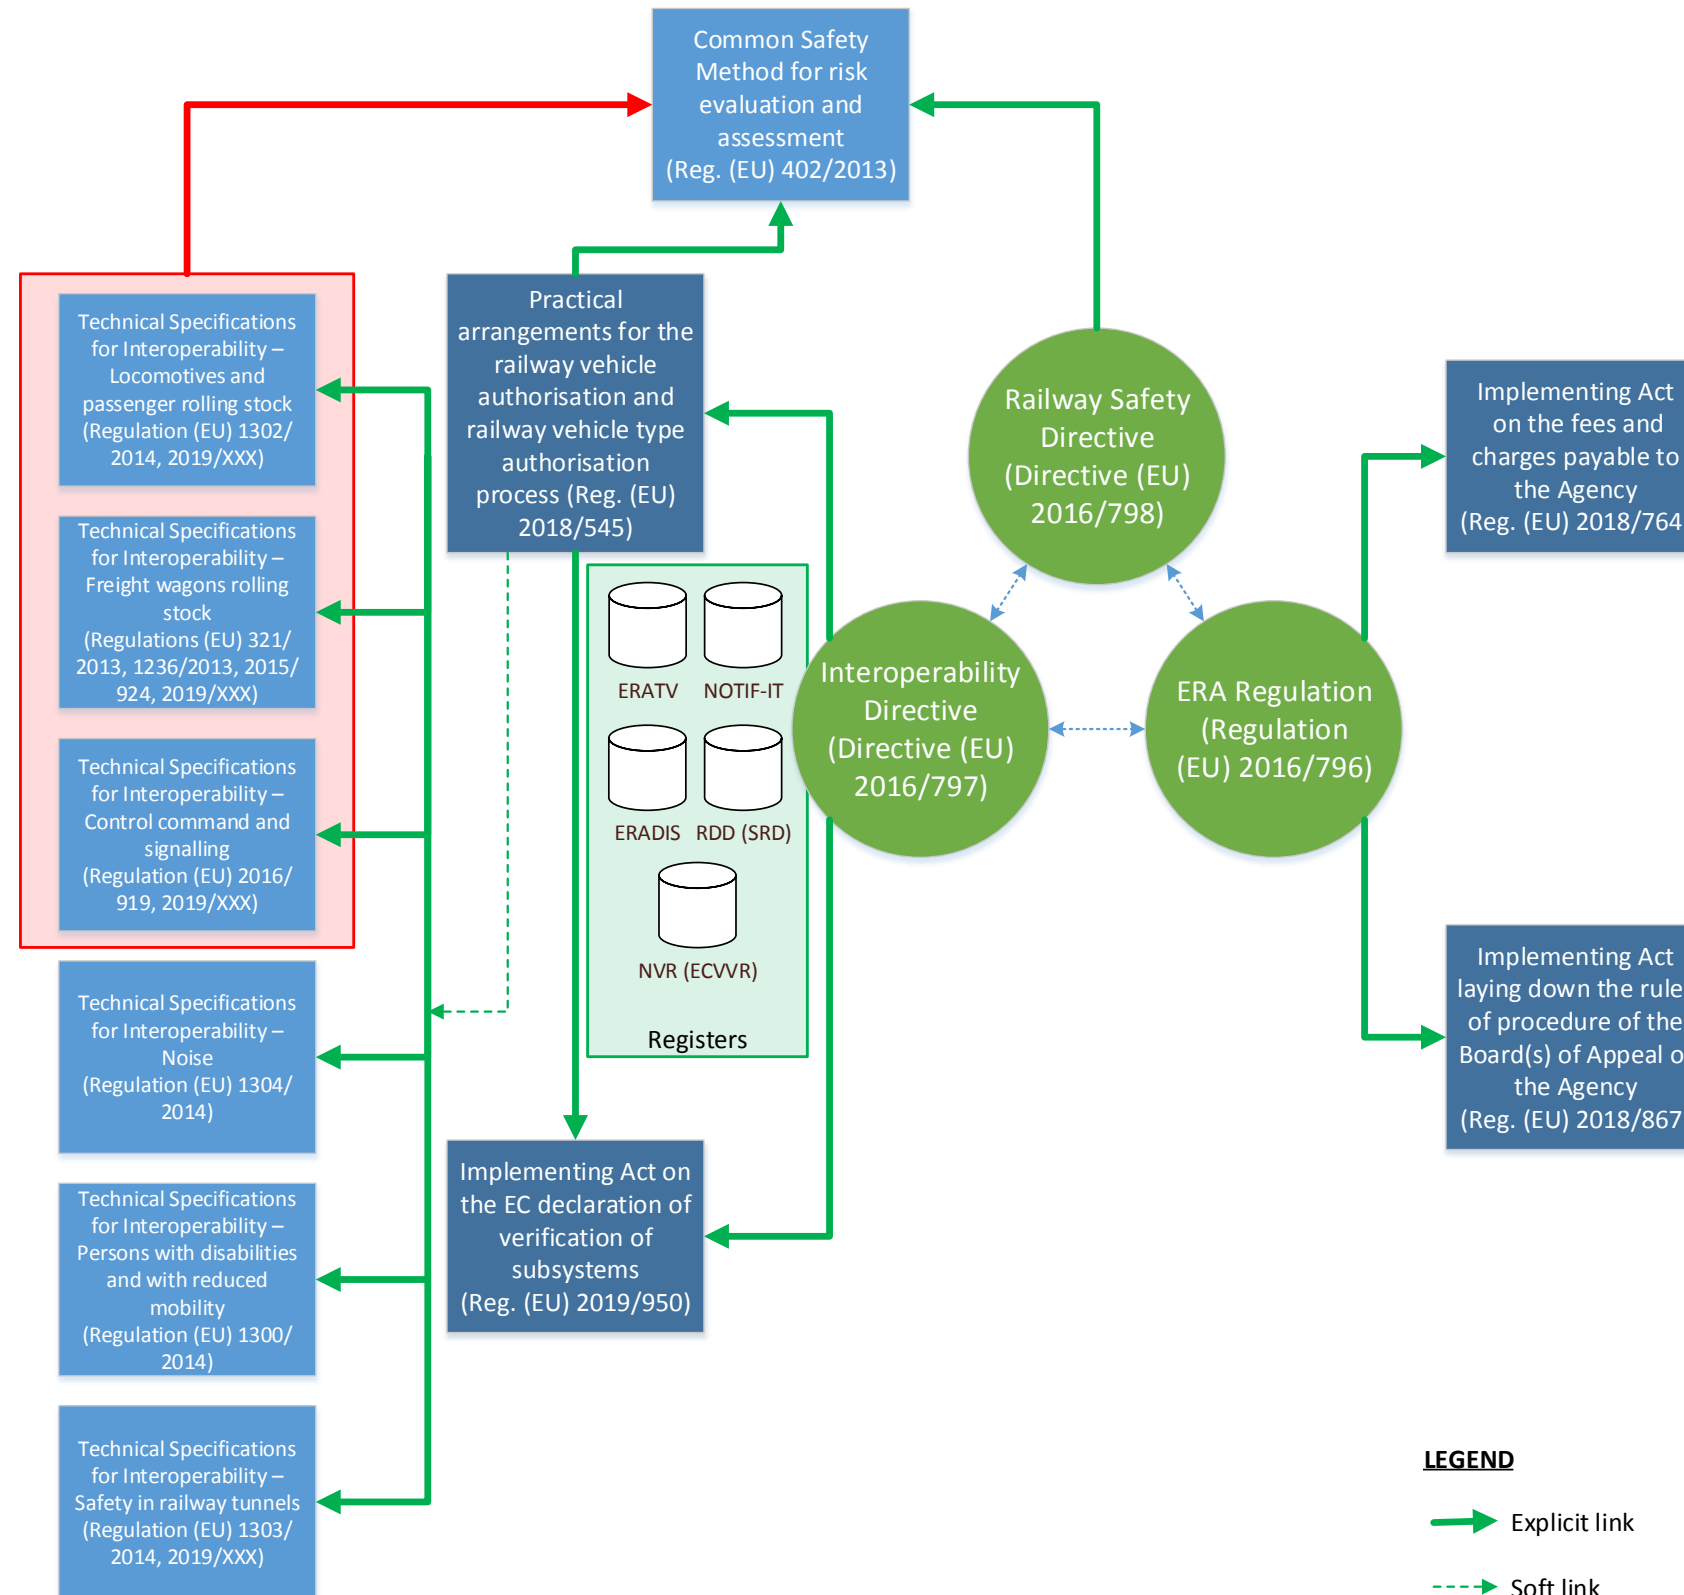 Common Safety
Method for risk
evaluation and
assessment
(Reg. (EU) 402/2013)
Technical Specifications
for Interoperability –
Locomotives and
passenger rolling stock
(Regulation (EU) 1302/
2014, 2019/XXX)
Technical Specifications
for Interoperability –
Freight wagons rolling
stock
(Regulations (EU) 321/
2013, 1236/2013, 2015/
924, 2019/XXX)
Technical Specifications
for Interoperability –
Control command and
signalling
(Regulation (EU) 2016/
919, 2019/XXX)
Technical Specifications
for Interoperability –
Noise
(Regulation (EU) 1304/
2014)
Technical Specifications
for Interoperability –
Persons with disabilities
and with reduced
mobility
(Regulation (EU) 1300/
2014)
Technical Specifications
for Interoperability –
Safety in railway tunnels
(Regulation (EU) 1303/
2014, 2019/XXX)
Practical
arrangements for the
railway vehicle
authorisation and
railway vehicle type
authorisation
process (Reg. (EU)
2018/545)
ERATV NOTIF-IT
ERADIS RDD (SRD)
NVR (ECVVR)
Registers
Implementing Act on
the EC declaration of
verification of
subsystems
(Reg. (EU) 2019/950)
Railway Safety
Directive
(Directive (EU)
2016/798)
Interoperability
Directive
(Directive (EU)
2016/797)
ERA Regulation
(Regulation
(EU) 2016/796)
Implementing Act
on the fees and
charges payable to
the Agency
(Reg. (EU) 2018/764
Implementing Act
laying down the rule
of procedure of the
Board(s) of Appeal o
the Agency
(Reg. (EU) 2018/867
LEGEND
Explicit link
Soft link